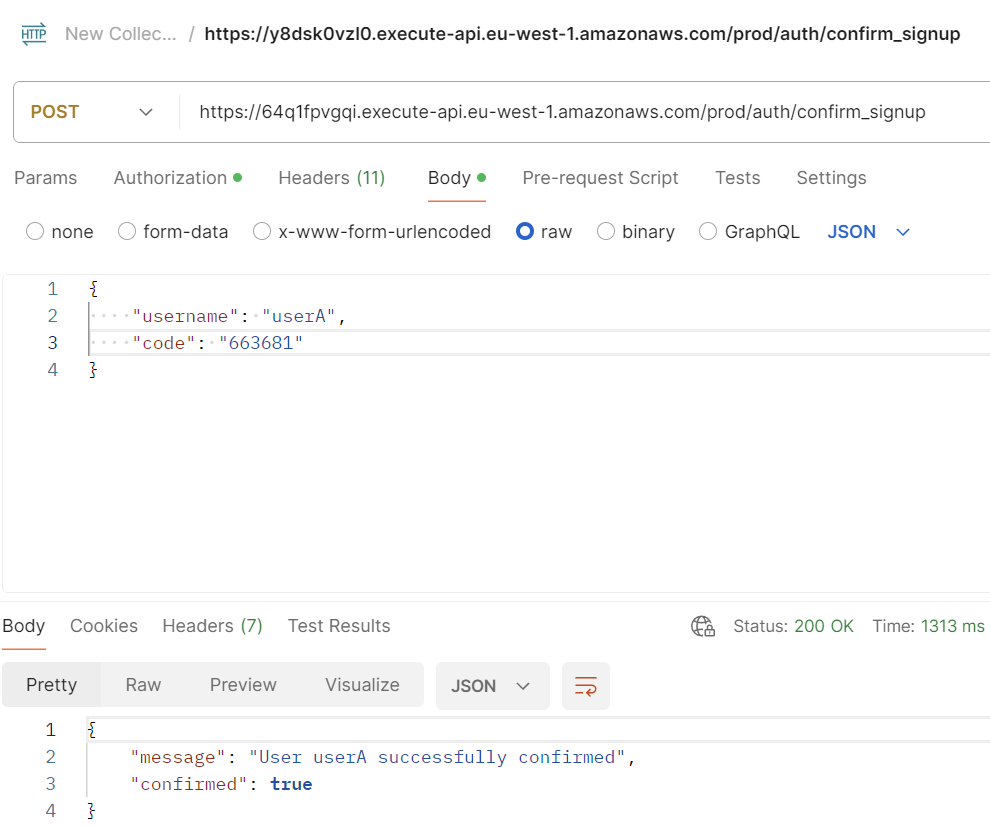 HTTP New Collec... / https://y8dsk0vzl0.execute-api.eu-west-1.amazonaws.com/prod/auth/confirm_signup
POST https://64q1fpvgqi.execute-api.eu-west-1.amazonaws.com/prod/auth/confirm_signup
Params Authorization Headers (11) Body Pre-request Script Tests Settings
none form-data x-www-form-urlencoded raw binary GraphQL JSON
1 {
2 "username": "userA",
3 "code": "663681"
4 }
Body Cookies Headers (7) Test Results Status: 200 OK Time: 1313 ms
Pretty Raw Preview Visualize JSON
1 {
2 "message": "User userA successfully confirmed",
3 "confirmed": true
4 }